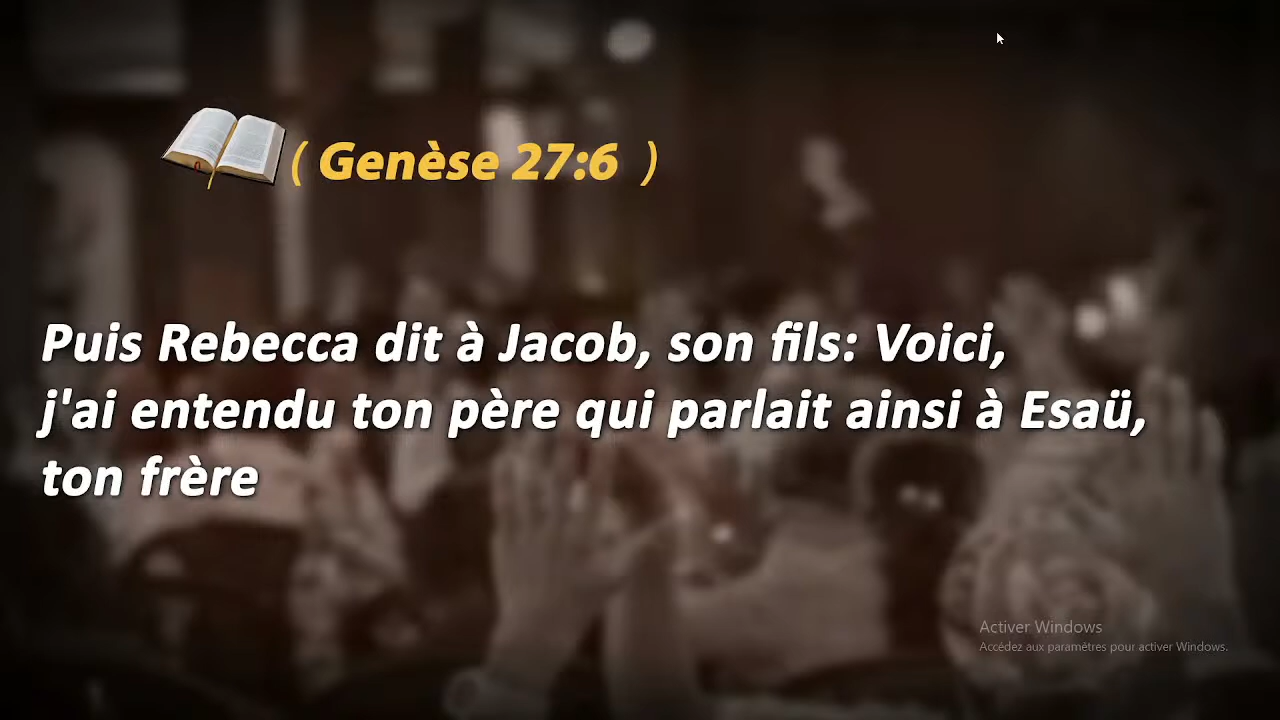 ( Genèse 27:6 )
Puis Rebecca dit à Jacob, son fils: Voici,
j'ai entendu ton père qui parlait ainsi à Esaü,
ton frère
Activer Windows
Accédez aux paramètres pour activer Windows.